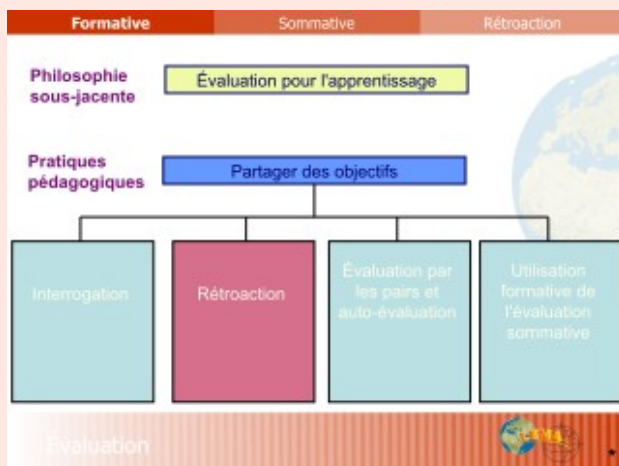 Formative
Sommative
Rétroaction
Philosophie
sous-jacente
Évaluation pour l'apprentissage
Pratiques
pédagogiques
Partager des objectifs
Interrogation
Rétroaction
Évaluation par
les pairs et
auto-évaluation
Utilisation
formative de
l'évaluation
sommative
Évaluation